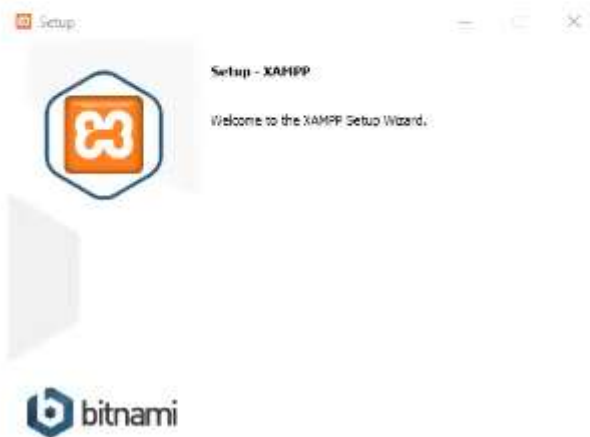 Setup
Setup - XAMPP
Welcome to the XAMPP Setup Wizard.
bitnami